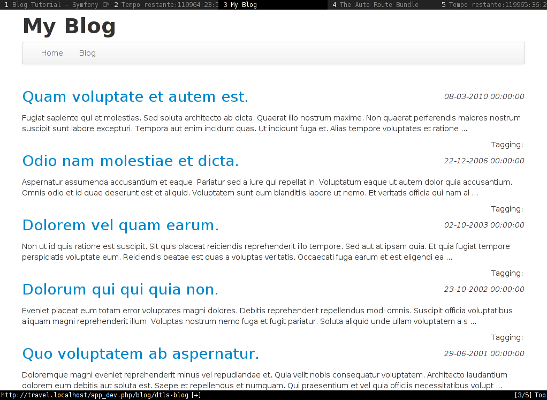 1 Blog Tutorial - Symfony C 2 Tempo restante:119964:23: 3 My Blog 4 The Auto Route Bundle 5 Tempo restante:119965:36:2
My Blog
Home Blog
Quam voluptate et autem est. 08-03-2010 00:00:00
Fugiat sapiente qui et molestias. Sed soluta architecto ab dicta. Quaerat illo nostrum maxime. Non quaerat perferendis maiores nostrum
suscipit sunt labore excepturi. Tempora aut enim incidunt quas. Ut incidunt fuga et. Alias tempore voluptates et ratione ...
Tagging:
Odio nam molestiae et dicta. 22-12-2006 00:00:00
Aspernatur assumenda accusantium et eaque. Pariatur sed a iure qui repellat in. Voluptatum eaque ut autem dolor quia accusantium.
Omnis odio et id quae deserunt est et aliquid. Voluptatem sunt eum blanditiis labore ut nemo. Et veritatis officia qui nam al ...
Tagging:
Dolorem vel quam earum. 02-10-2003 00:00:00
Non ut id quis ratione est suscipit. Sit quis placeat reiciendis reprehenderit illo tempore. Sed aut at ipsam quia. Et quia fugiat tempore
perspiciatis voluptate eum. Reiciendis beatae est quas a voluptas veritatis. Occaecati fuga earum et est eligendi ea ...
Tagging:
Dolorum qui qui quia non. 23-10-2002 00:00:00
Eveniet placeat eum totam error voluptates magni dolores. Debitis reprehenderit repellendus modi omnis. Suscipit officia voluptat bus
aliquam magni reprehenderit illum. Voluptas nostrum nemo fuga et fugit pariatur. Soluta aliquid unde ullam voluptatem a s ...
Tagging:
Quo voluptatem ab aspernatur. 29-06-2001 00:00:00
Doloremque magni eveniet reprehenderit minus vel repudiandae et. Quia velit nobis consequatur voluptatem. Architecto laudantium
dolorem eum debitis aut soluta est. Saepe et repellendus et numquam. Qui praesentium et vel quia officiis necessitatibus volupt ...
http://travel.localhost/app_dev.php/blog/dtls-blog [+] [3/5] Top